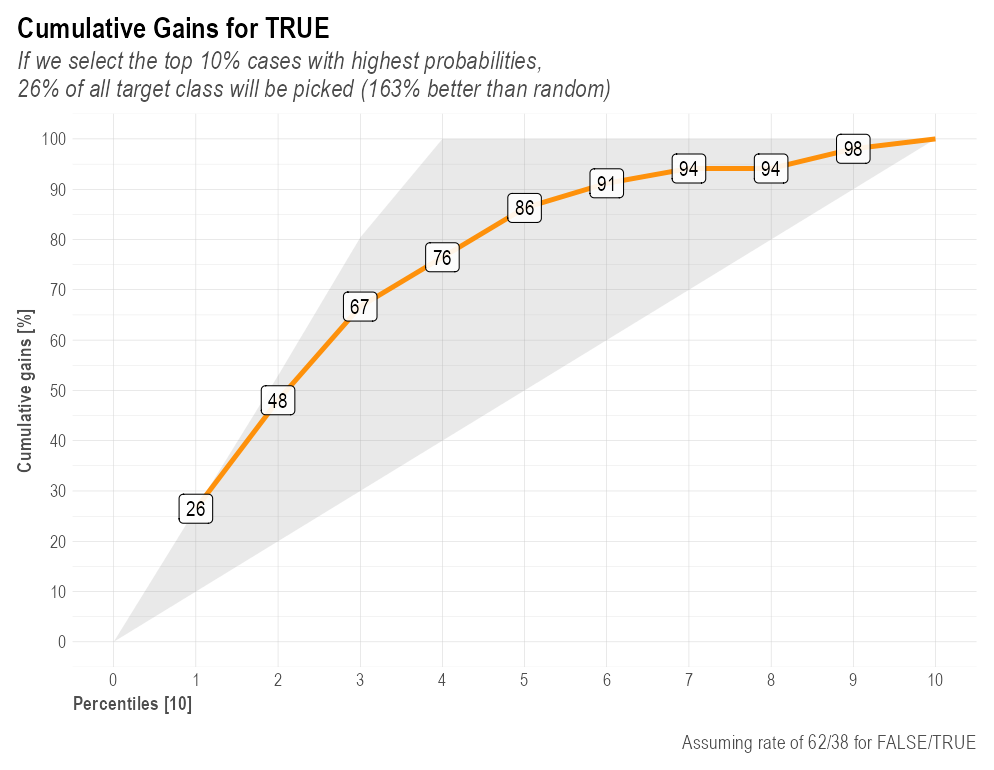 Cumulative Gains for TRUE
If we select the top 10% cases with highest probabilities,
26% of all target class will be picked (163% better than random)
Cumulative gains [%]
100
90
80
70
60
50
40
30
20
10
0
26
48
67
76
86
91
94
94
98
0 1 2 3 4 5 6 7 8 9 10
Percentiles [10]
Assuming rate of 62/38 for FALSE/TRUE